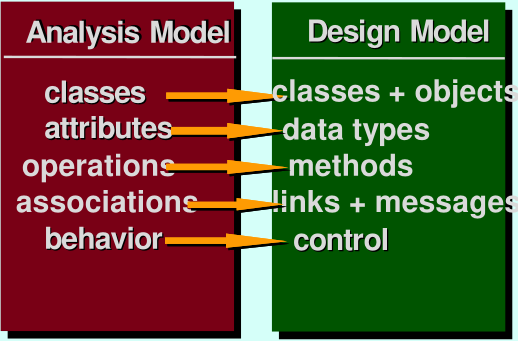 Analysis Model
Design Model
classes
classes + objects
attributes
data types
operations
methods
associations
links + messages
behavior
control